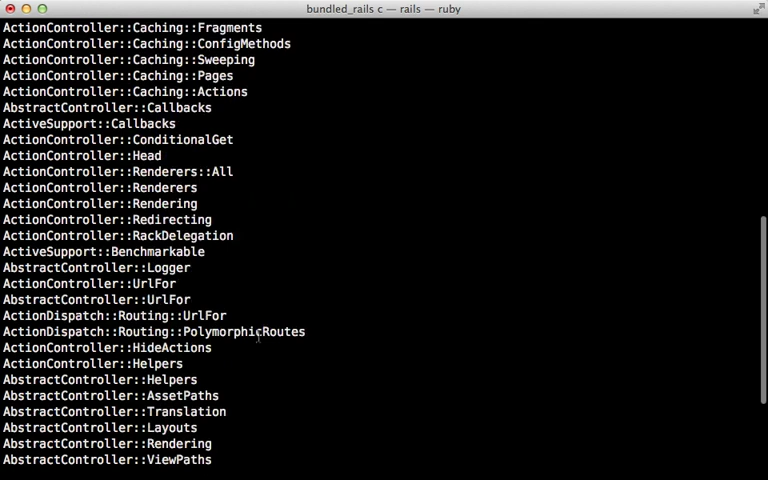 bundled_rails c — rails — ruby
ActionController::Caching::Fragments
ActionController::Caching::ConfigMethods
ActionController::Caching::Sweeping
ActionController::Caching::Pages
ActionController::Caching::Actions
AbstractController::Callbacks
ActiveSupport::Callbacks
ActionController::ConditionalGet
ActionController::Head
ActionController::Renderers::All
ActionController::Renderers
ActionController::Rendering
ActionController::Redirecting
ActionController::RackDelegation
ActiveSupport::Benchmarkable
AbstractController::Logger
ActionController::UrlFor
AbstractController::UrlFor
ActionDispatch::Routing::UrlFor
ActionDispatch::Routing::PolymorphicRoutes
ActionController::HideActions
ActionController::Helpers
AbstractController::Helpers
AbstractController::AssetPaths
AbstractController::Translation
AbstractController::Layouts
AbstractController::Rendering
AbstractController::ViewPaths